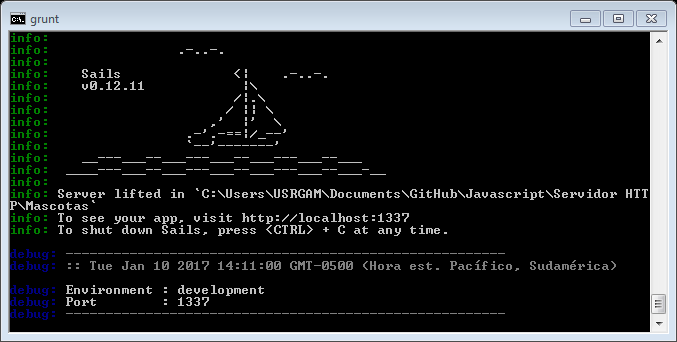 grunt
info:
info:                .-..-.
info:
info:    Sails              <|    .-..-.
info:    v0.12.11            |\
info:                       /|.\
info:                      / || \
info:                    ,'  |'  \
info:                 .-'.-==|/_--'
info:                 `--'-------'
info:    __---___--___---___--___---___--___
info:  ____---___--___---___--___---___--___-__
info:
info: Server lifted in `C:\Users\USRGAM\Documents\GitHub\Javascript\Servidor HTT
P\Mascotas`
info: To see your app, visit http://localhost:1337
info: To shut down Sails, press <CTRL> + C at any time.
debug: -------------------------------------------------------
debug: :: Tue Jan 10 2017 14:11:00 GMT-0500 (Hora est. Pacífico, Sudamérica)
debug: Environment : development
debug: Port        : 1337
debug: -------------------------------------------------------